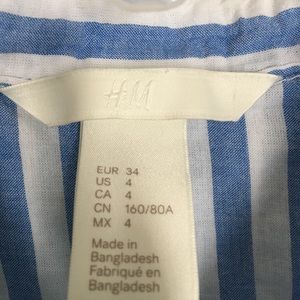 H&M
EUR 34
US 4
CA 4
CN 160/80A
MX 4
Made in
Bangladesh
Fabriqué en
Bangladesh